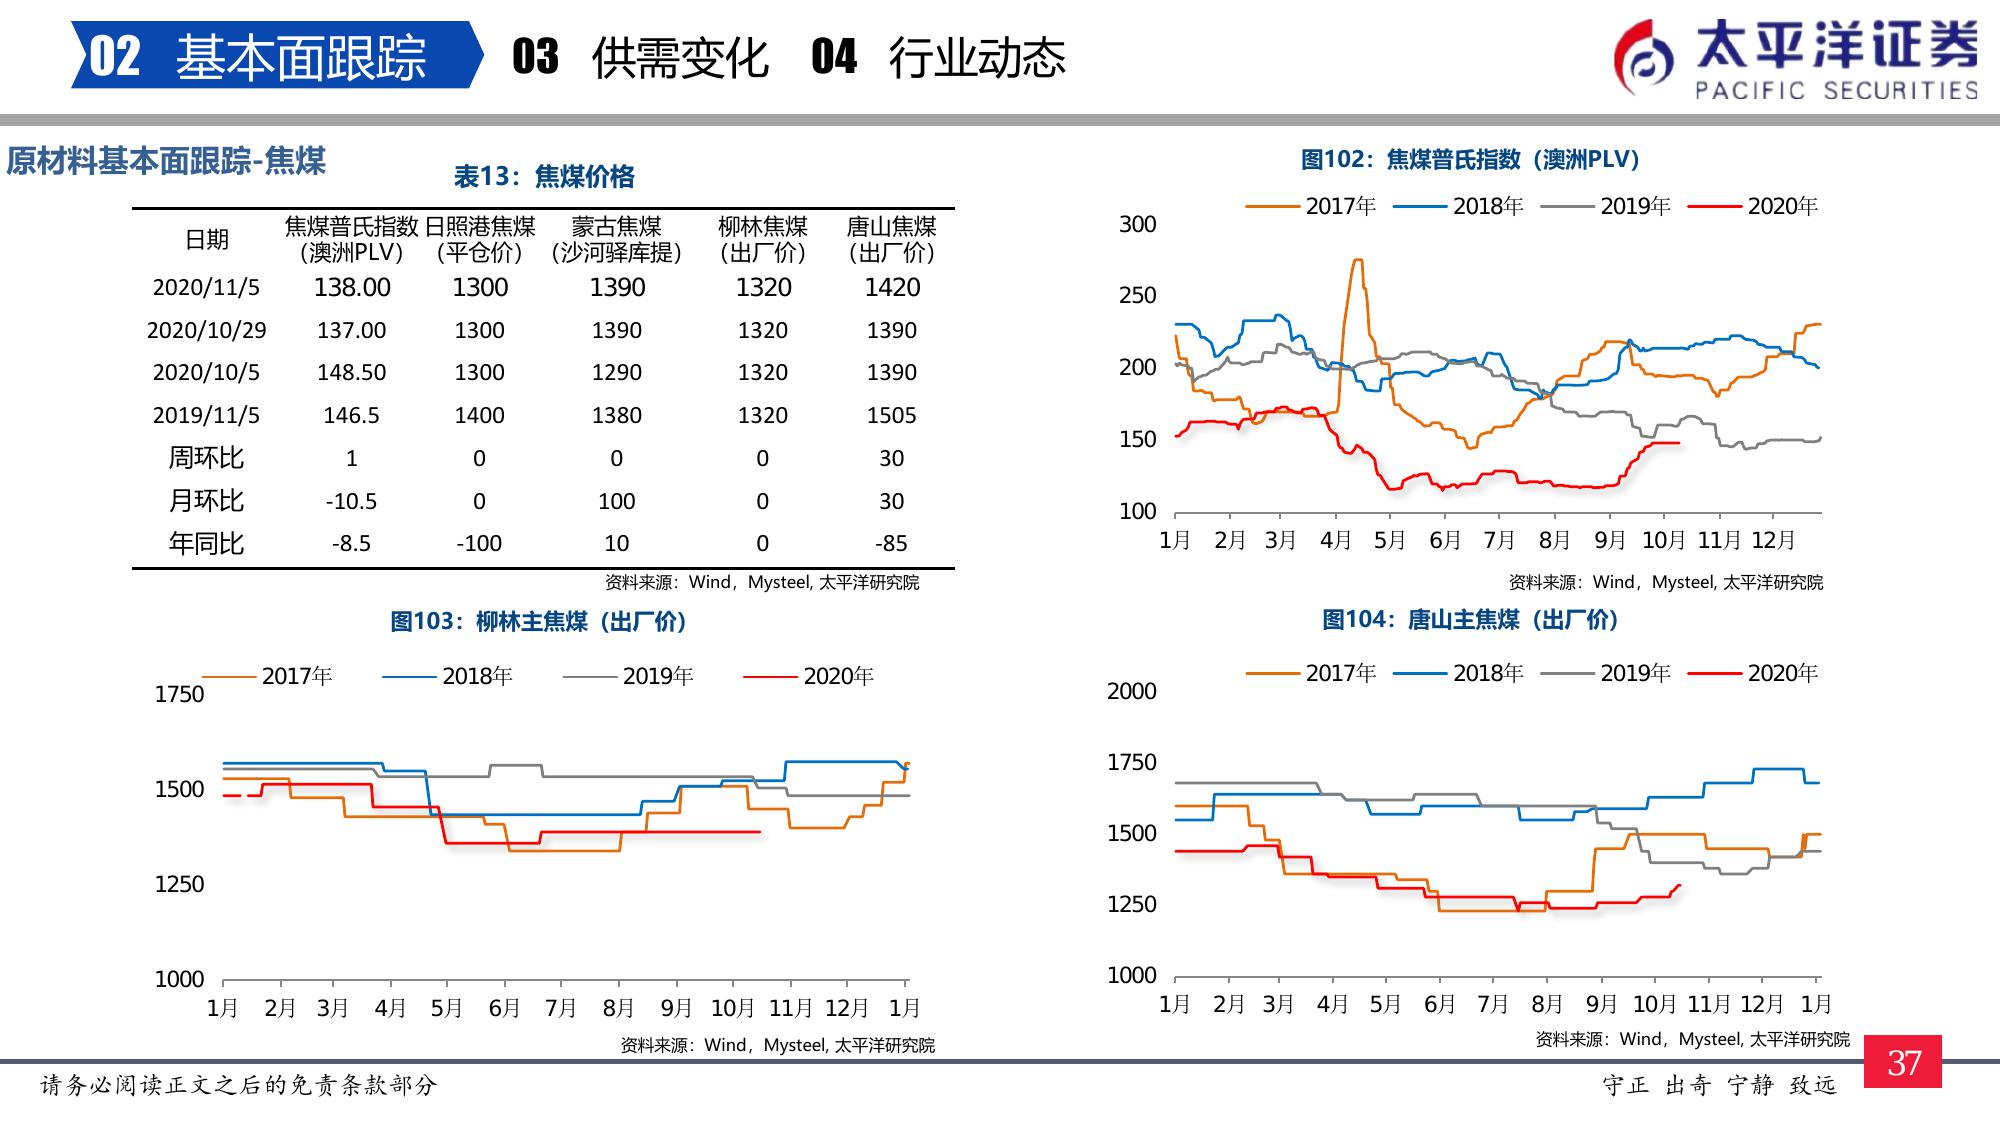 02 基本面跟踪 03 供需变化 04 行业动态
太平洋证券
PACIFIC SECURITIES
原材料基本面跟踪-焦煤
表13：焦煤价格
日期 焦煤普氏指数（澳洲PLV） 日照港焦煤（平仓价） 蒙古焦煤（沙河驿库提） 柳林焦煤（出厂价） 唐山焦煤（出厂价）
2020/11/5 138.00 1300 1390 1320 1420
2020/10/29 137.00 1300 1390 1320 1390
2020/10/5 148.50 1300 1290 1320 1390
2019/11/5 146.5 1400 1380 1320 1505
周环比 1 0 0 0 30
月环比 -10.5 0 100 0 30
年同比 -8.5 -100 10 0 -85
资料来源：Wind，Mysteel, 太平洋研究院
图102：焦煤普氏指数（澳洲PLV）
2017年 2018年 2019年 2020年
300
250
200
150
100
1月 2月 3月 4月 5月 6月 7月 8月 9月 10月 11月 12月
资料来源：Wind，Mysteel, 太平洋研究院
图103：柳林主焦煤（出厂价）
2017年 2018年 2019年 2020年
1750
1500
1250
1000
1月 2月 3月 4月 5月 6月 7月 8月 9月 10月 11月 12月 1月
资料来源：Wind，Mysteel, 太平洋研究院
图104：唐山主焦煤（出厂价）
2017年 2018年 2019年 2020年
2000
1750
1500
1250
1000
1月 2月 3月 4月 5月 6月 7月 8月 9月 10月 11月 12月 1月
资料来源：Wind，Mysteel, 太平洋研究院
37
请务必阅读正文之后的免责条款部分
守正 出奇 宁静 致远